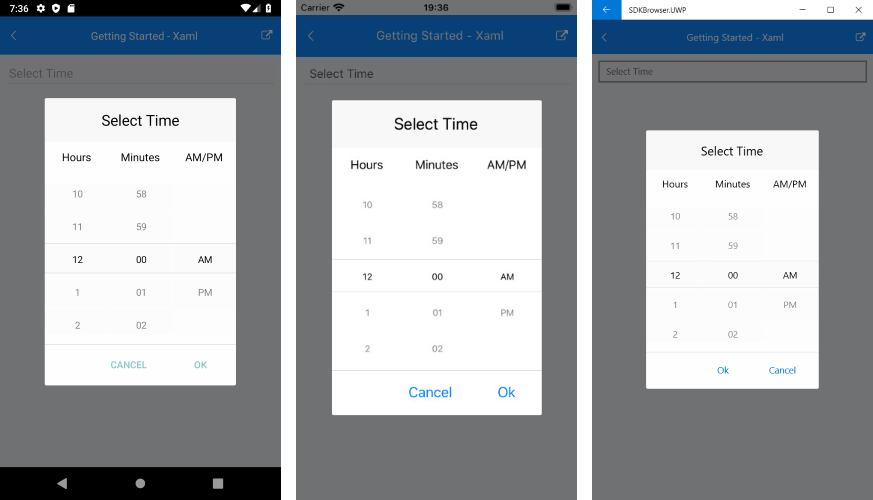 7:36
Getting Started - Xaml
Select Time
Select Time
Hours Minutes AM/PM
10 58
11 59
12 00 AM
1 01 PM
2 02
CANCEL OK
Carrier 19:36
Getting Started - Xaml
Select Time
Select Time
Hours Minutes AM/PM
10 58
11 59
12 00 AM
1 01 PM
2 02
Cancel Ok
SDKBrowser.UWP
Getting Started - Xaml
Select Time
Select Time
Hours Minutes AM/PM
10 58
11 59
12 00 AM
1 01 PM
2 02
Ok Cancel